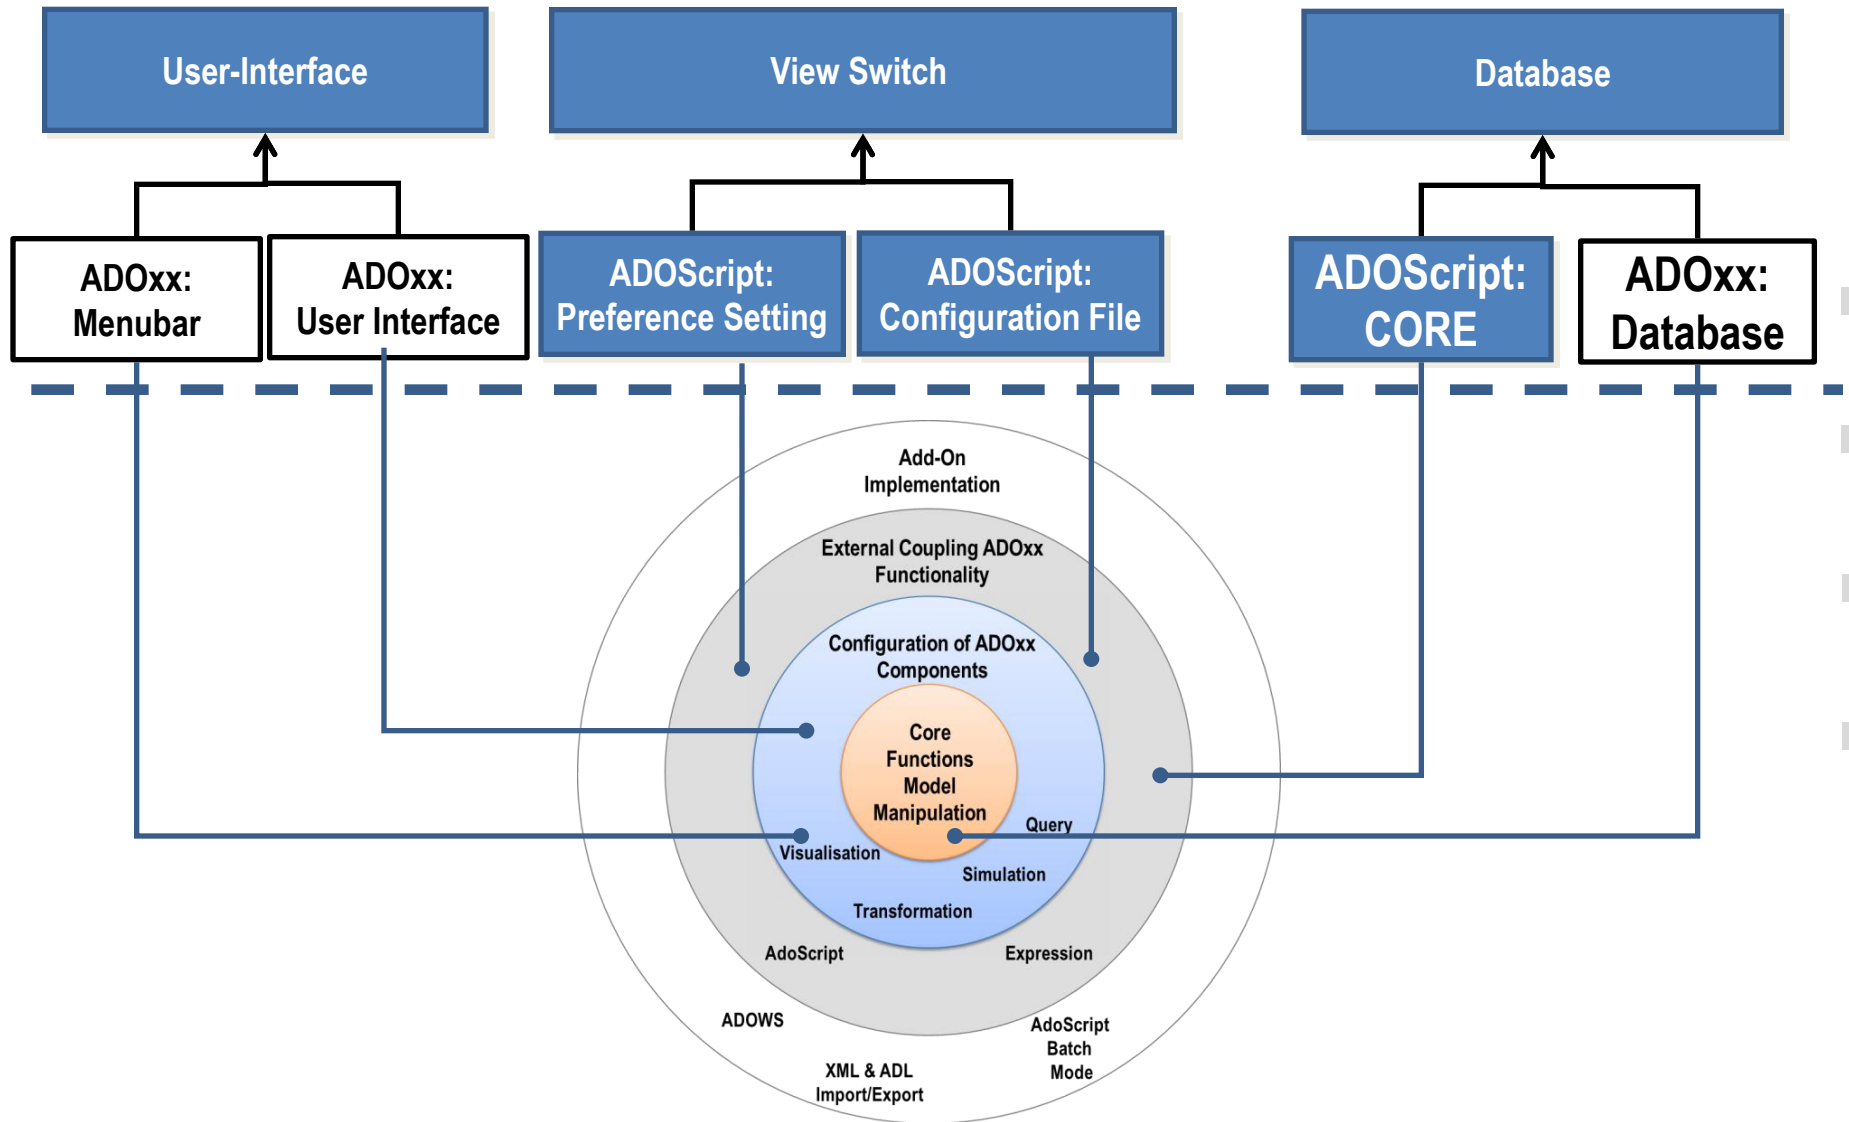 User-Interface
View Switch
Database
ADOxx:
Menubar
ADOxx:
User Interface
ADOScript:
Preference Setting
ADOScript:
Configuration File
ADOScript:
CORE
ADOxx:
Database
Add-On
Implementation
External Coupling ADOxx
Functionality
Configuration of ADOxx
Components
Core
Functions
Model
Manipulation
Query
Visualisation
Simulation
Transformation
AdoScript
Expression
ADOWS
AdoScript
Batch
Mode
XML & ADL
Import/Export